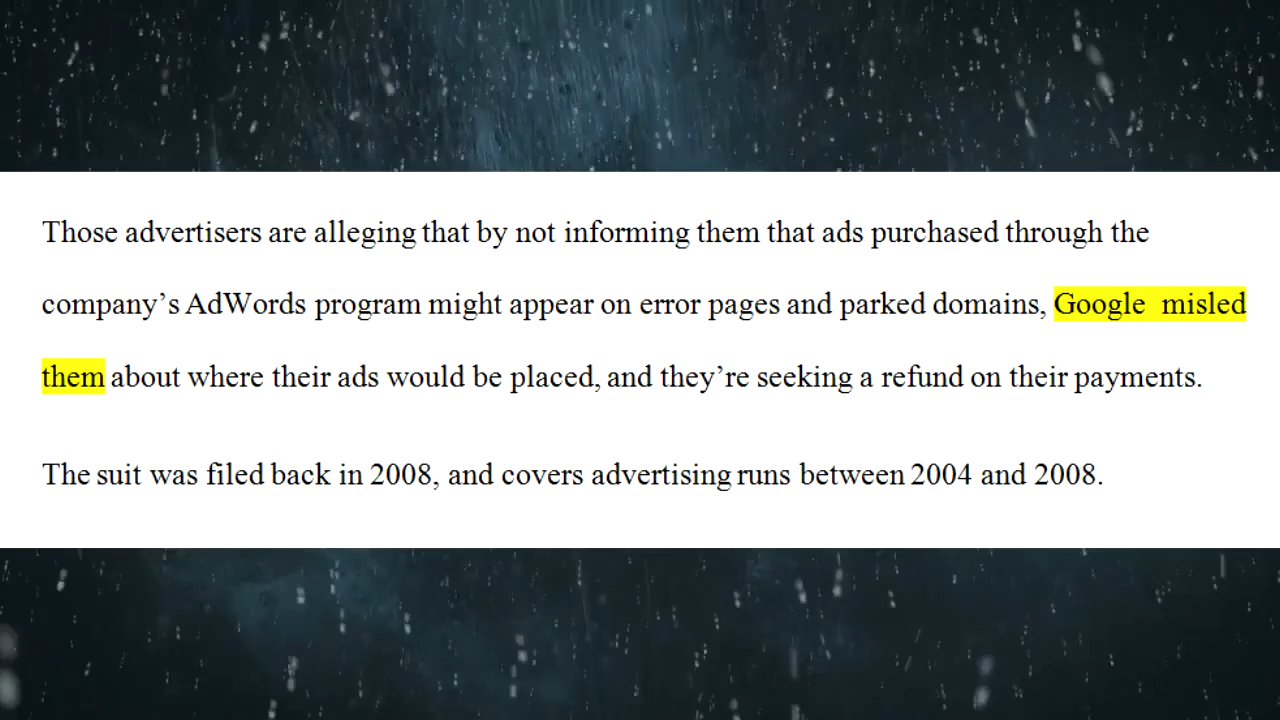 Those advertisers are alleging that by not informing them that ads purchased through the
company’s AdWords program might appear on error pages and parked domains, Google misled
them about where their ads would be placed, and they’re seeking a refund on their payments.
The suit was filed back in 2008, and covers advertising runs between 2004 and 2008.